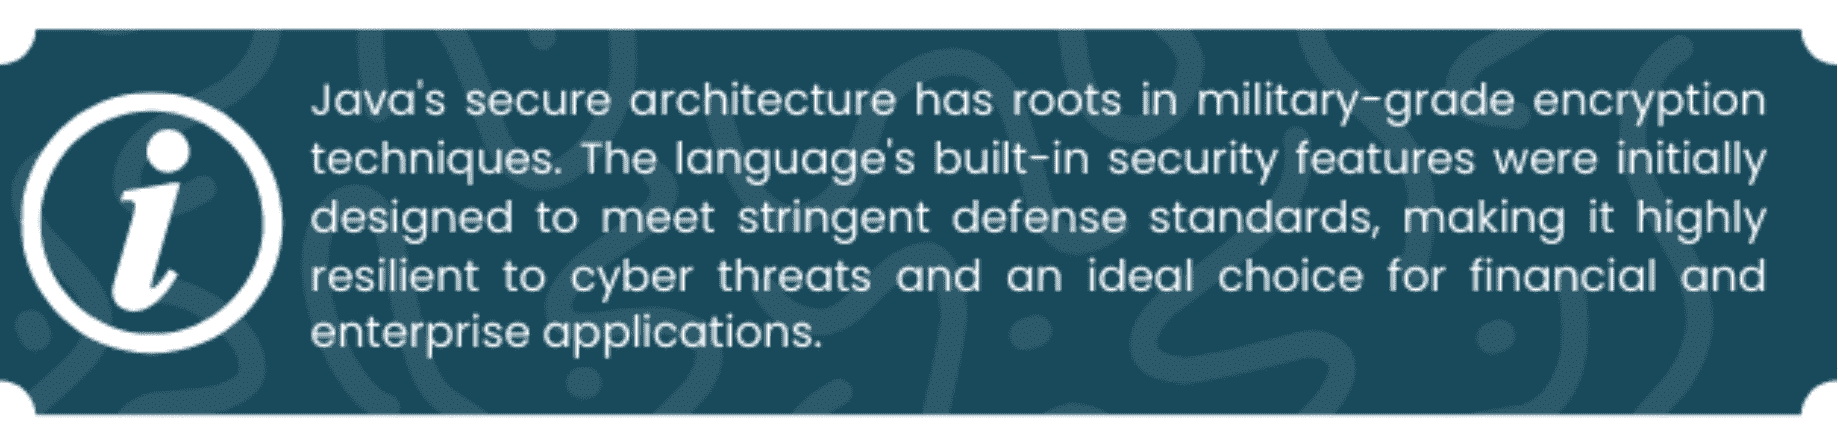 Java's secure architecture has roots in military-grade encryption
techniques. The language's built-in security features were initially
designed to meet stringent defense standards, making it highly
resilient to cyber threats and an ideal choice for financial and
enterprise applications.